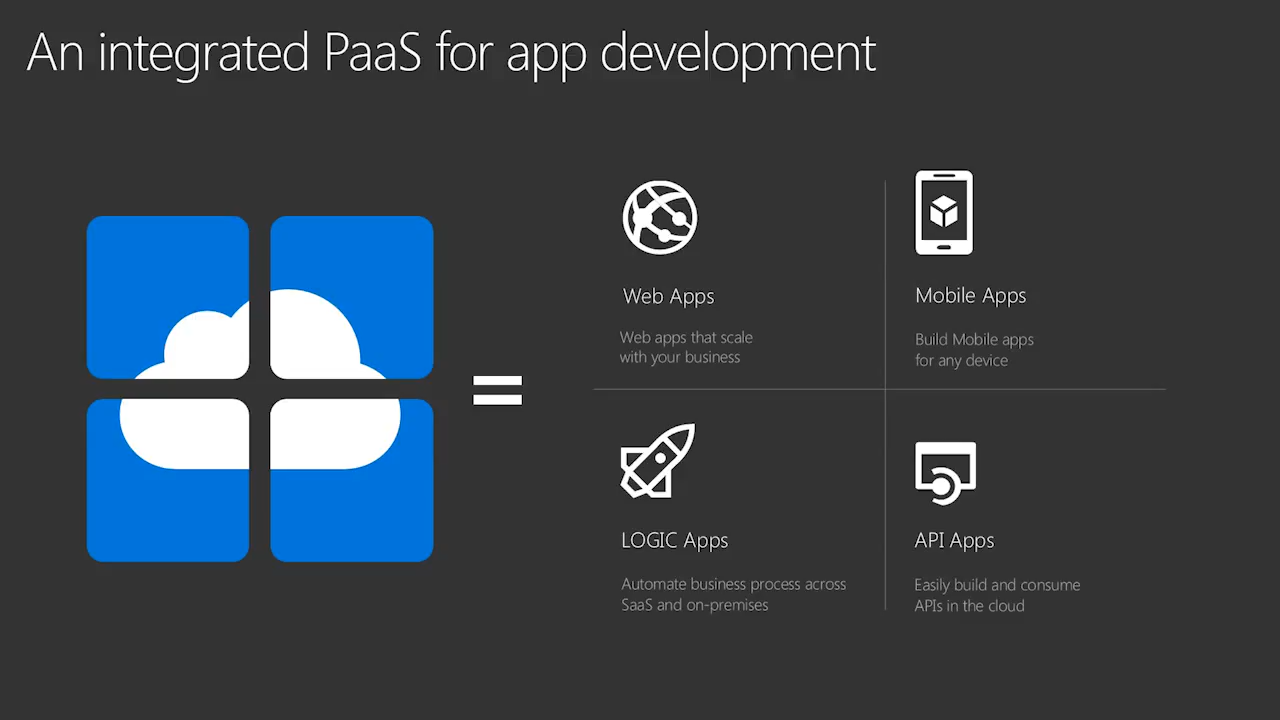 An integrated PaaS for app development
Web Apps
Web apps that scale
with your business
Mobile Apps
Build Mobile apps
for any device
=
LOGIC Apps
Automate business process across
SaaS and on-premises
API Apps
Easily build and consume
APIs in the cloud